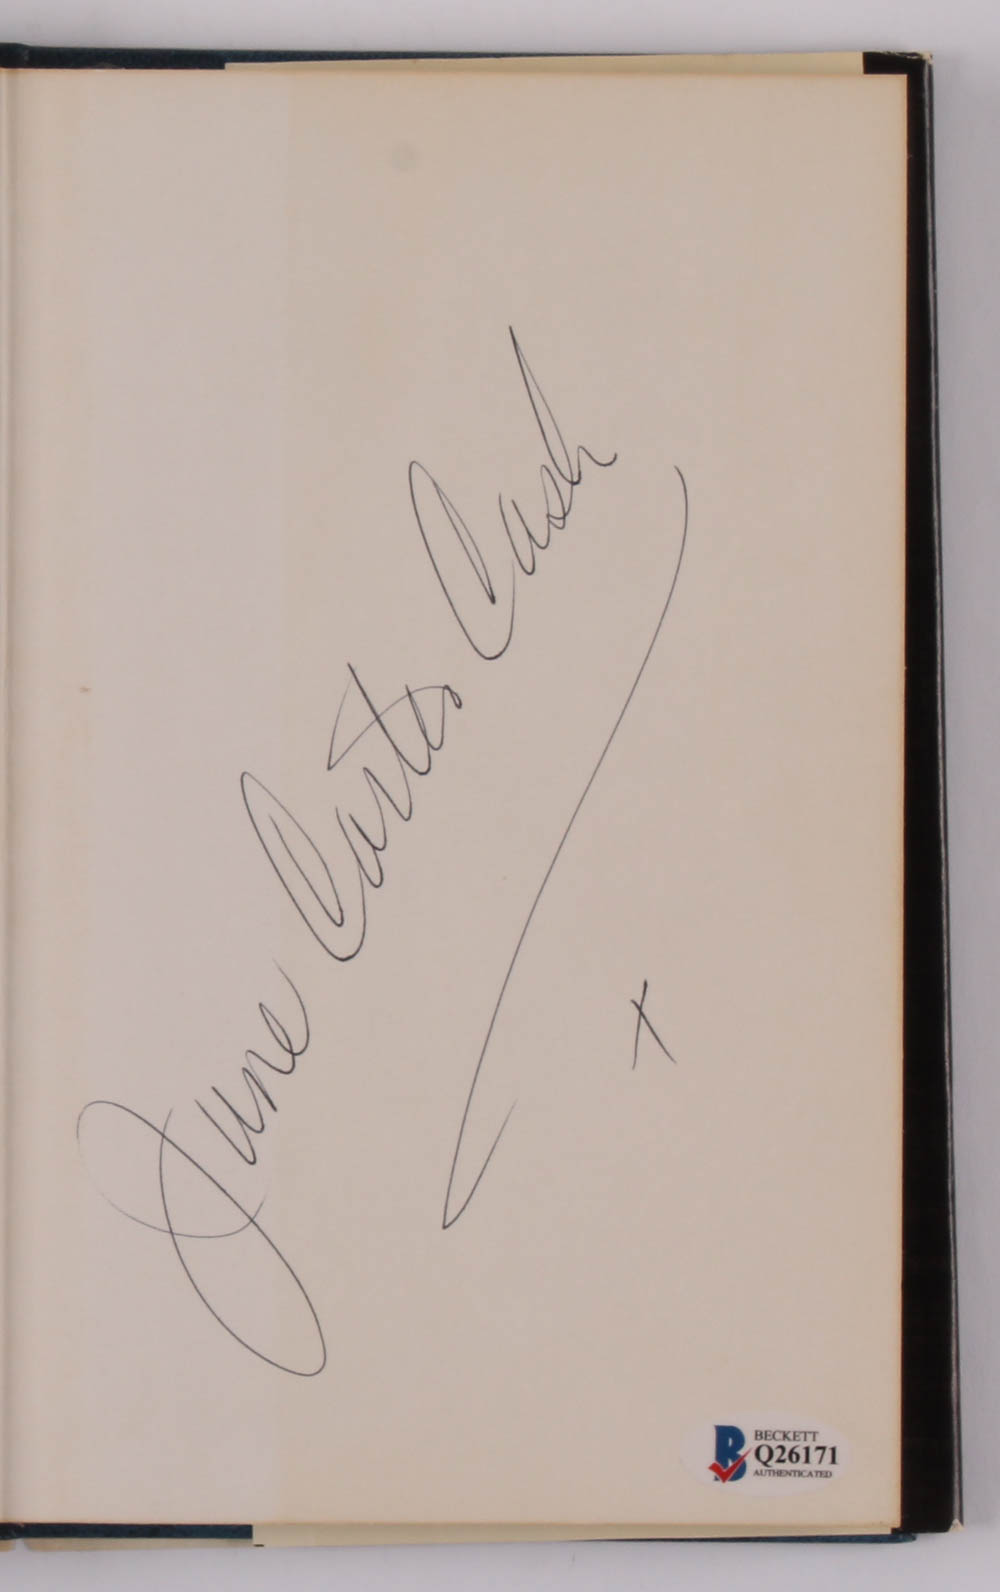 June Carter Cash
x
BECKETT
Q26171
AUTHENTICATED